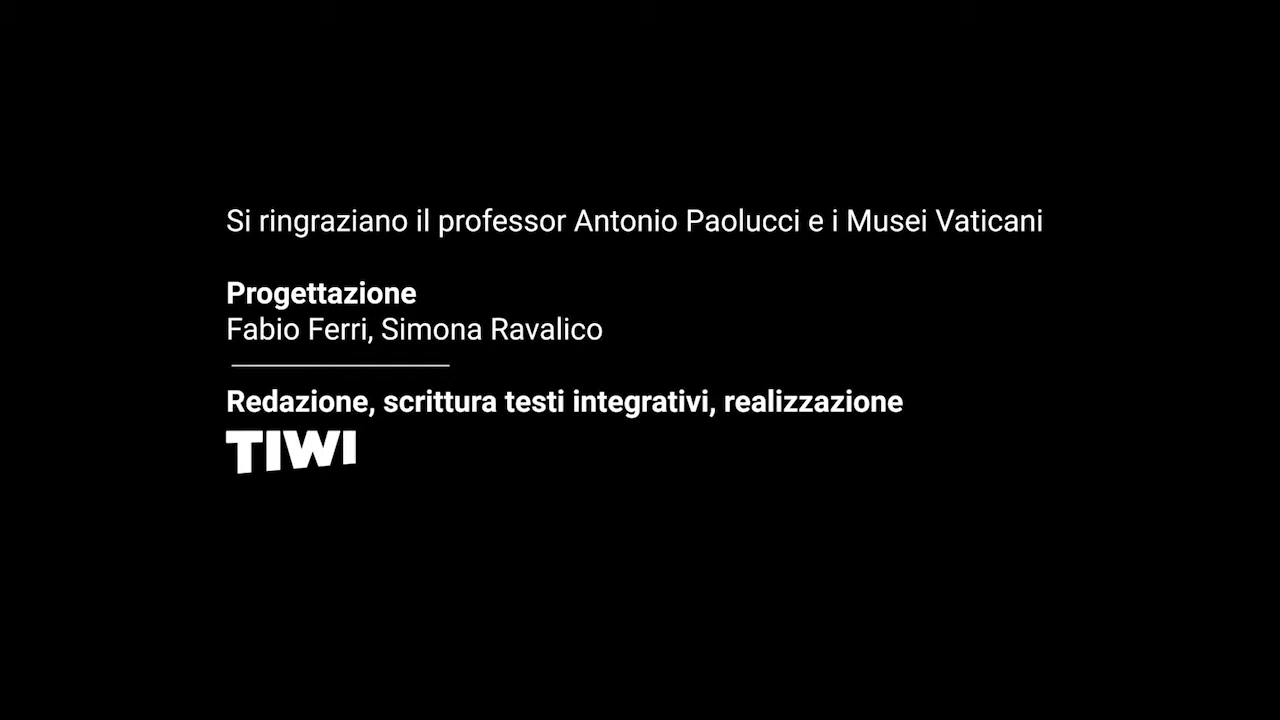 Si ringraziano il professor Antonio Paolucci e i Musei Vaticani
Progettazione
Fabio Ferri, Simona Ravalico
Redazione, scrittura testi integrativi, realizzazione
TIWI